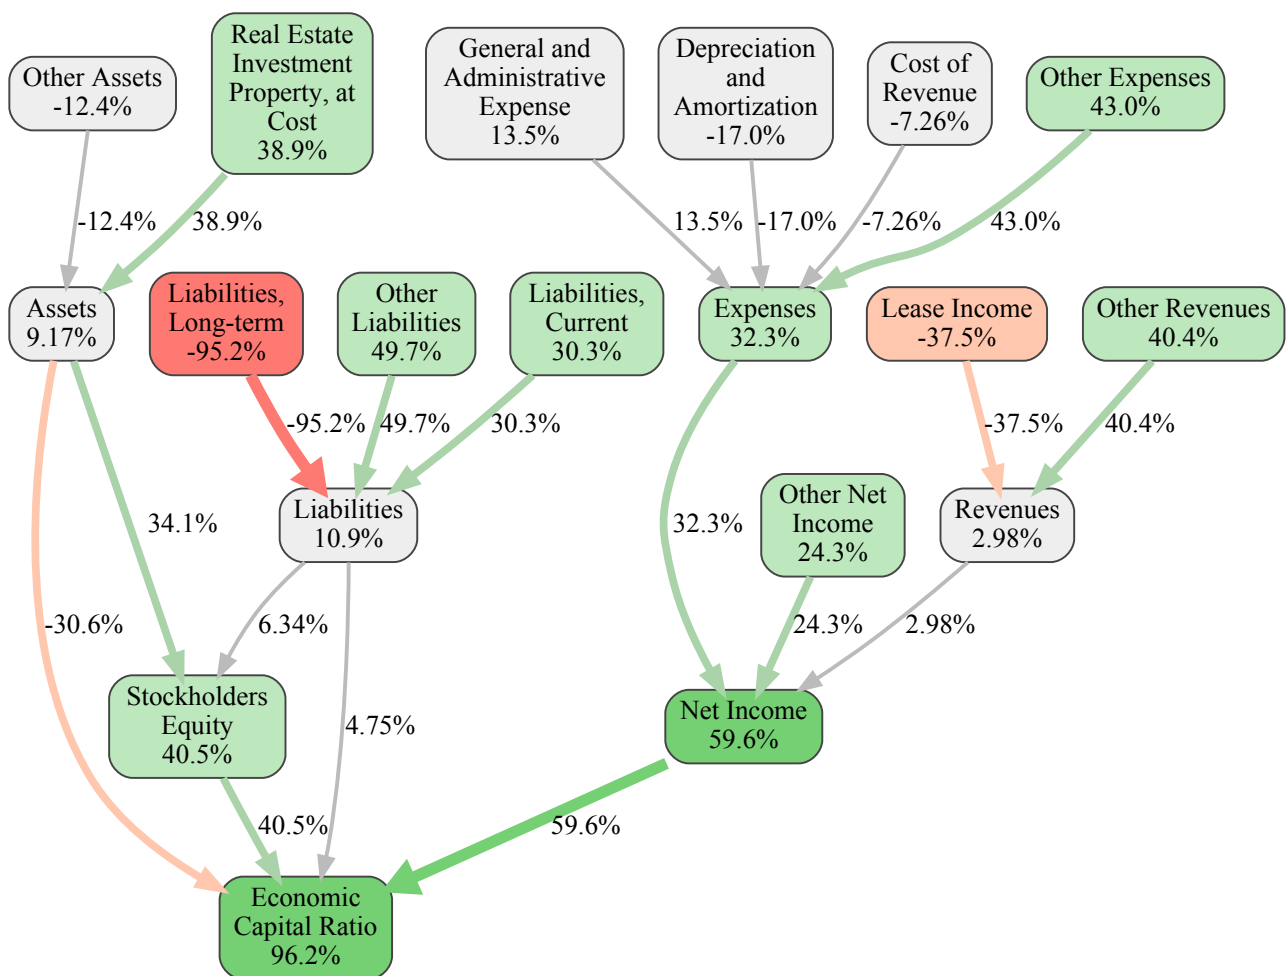 Other Assets
-12.4%
Real Estate
Investment
Property, at
Cost
38.9%
General and
Administrative
Expense
13.5%
Depreciation
and
Amortization
-17.0%
Cost of
Revenue
-7.26%
Other Expenses
43.0%
-12.4%
38.9%
13.5%
-17.0%
-7.26%
43.0%
Assets
9.17%
Liabilities,
Long-term
-95.2%
Other
Liabilities
49.7%
Liabilities,
Current
30.3%
Expenses
32.3%
Lease Income
-37.5%
Other Revenues
40.4%
-95.2%
49.7%
30.3%
-37.5%
40.4%
34.1%
Liabilities
10.9%
32.3%
Other Net
Income
24.3%
Revenues
2.98%
-30.6%
6.34%
24.3%
2.98%
Stockholders
Equity
40.5%
4.75%
Net Income
59.6%
40.5%
59.6%
Economic
Capital Ratio
96.2%